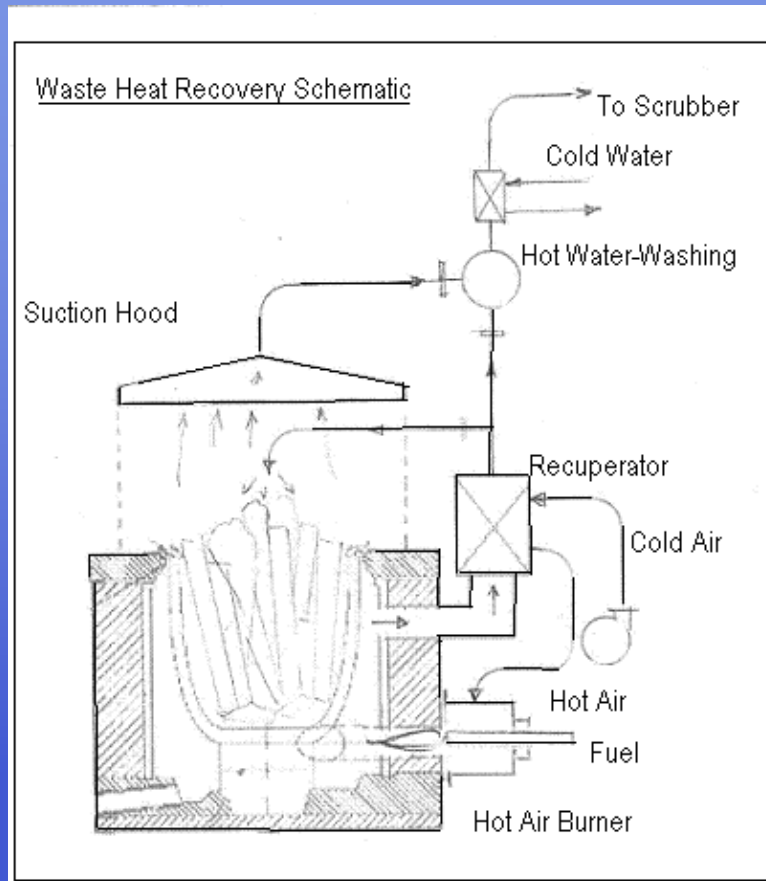 Waste Heat Recovery Schematic
To Scrubber
Cold Water
Hot Water-Washing
Suction Hood
Recuperator
Cold Air
Hot Air
Fuel
Hot Air Burner